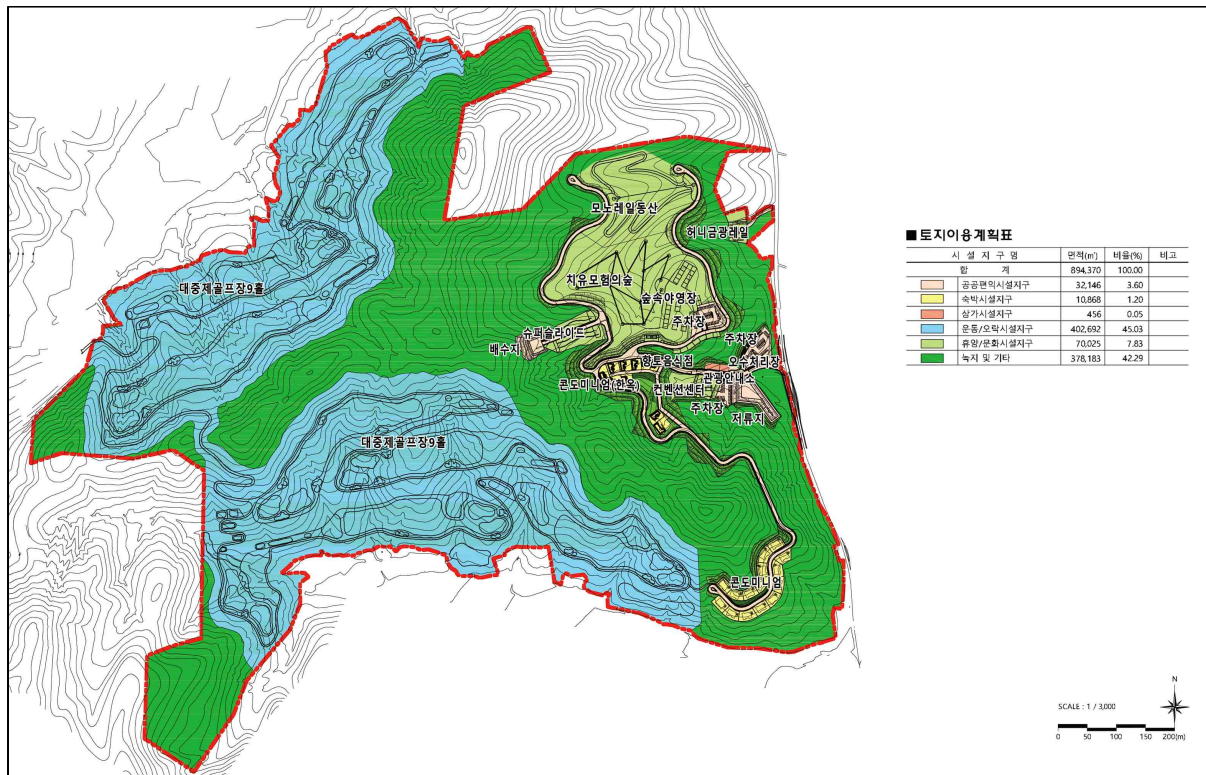 모노레일동산
허니금광레일
대중제골프장9홀
치유모험의숲
숲속야영장
주차장
슈퍼슬라이드
배수지
주차장
향토음식점
오수처리장
콘도미니엄(한옥)
관광안내소
컨벤션센터
주차장
저류지
대중제골프장9홀
콘도미니엄
■토지이용계획표
시 설 지 구 명 면적(㎡) 비율(%) 비고
합 계 894,370 100.00
공공편익시설지구 32,146 3.60
숙박시설지구 10,868 1.20
상가시설지구 456 0.05
운동/오락시설지구 402,692 45.03
휴양/문화시설지구 70,025 7.83
녹지 및 기타 378,183 42.29
N
SCALE : 1 / 3,000
0 50 100 150 200(m)